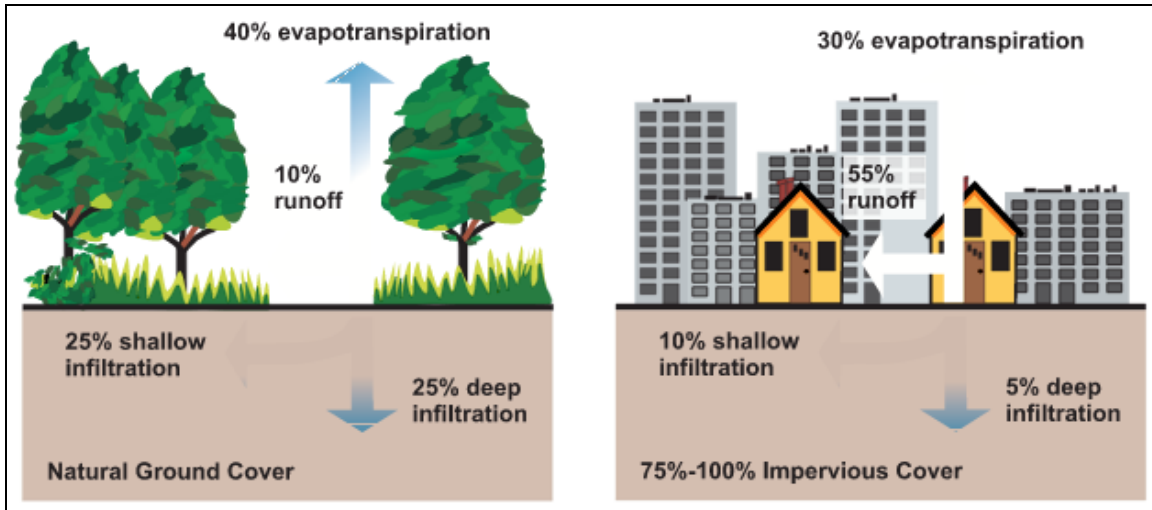 40% evapotranspiration
10%
runoff
25% shallow
infiltration
25% deep
infiltration
Natural Ground Cover
30% evapotranspiration
55%
runoff
10% shallow
infiltration
5% deep
infiltration
75%-100% Impervious Cover